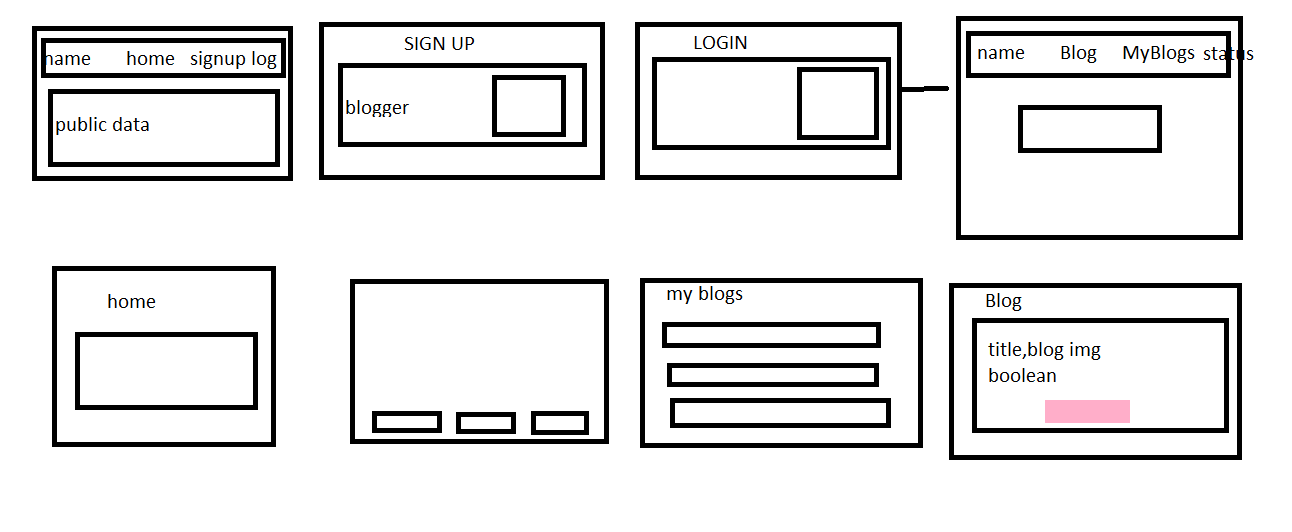 name home signup log
public data
SIGN UP
blogger
LOGIN
name Blog MyBlogs status
home
my blogs
Blog
title,blog img
boolean